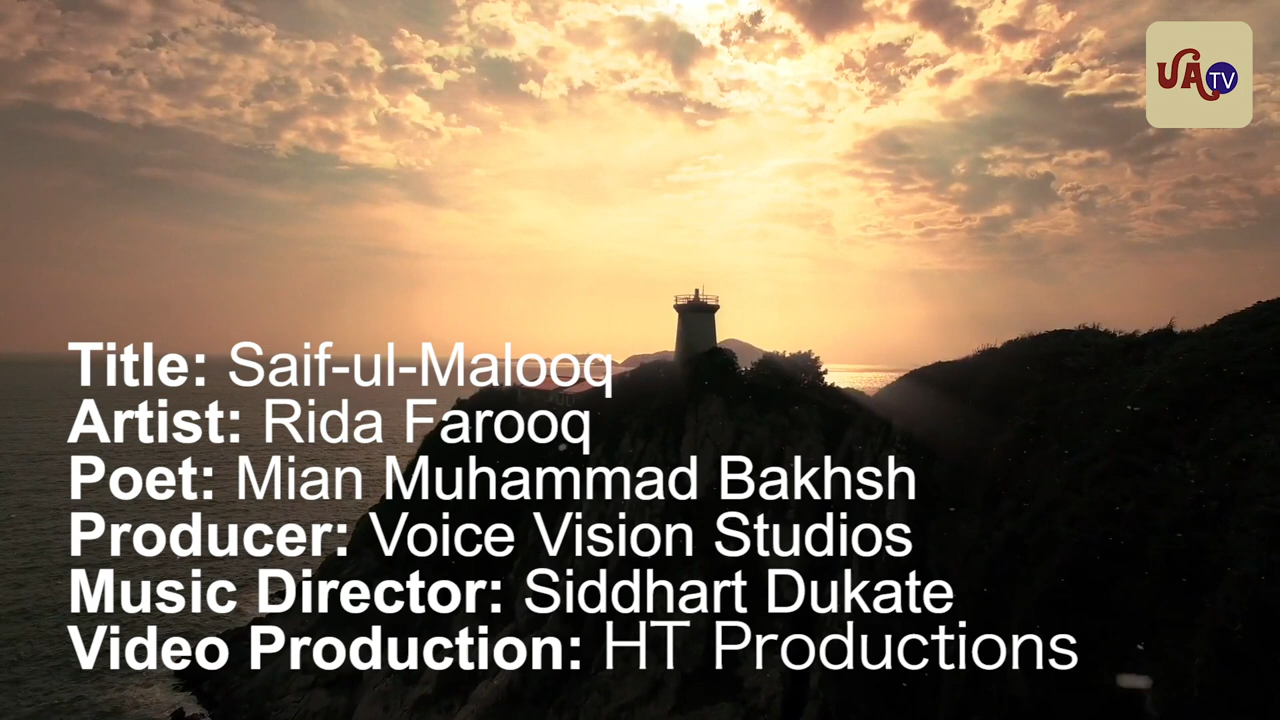 UA TV
Title: Saif-ul-Malooq
Artist: Rida Farooq
Poet: Mian Muhammad Bakhsh
Producer: Voice Vision Studios
Music Director: Siddhart Dukate
Video Production: HT Productions